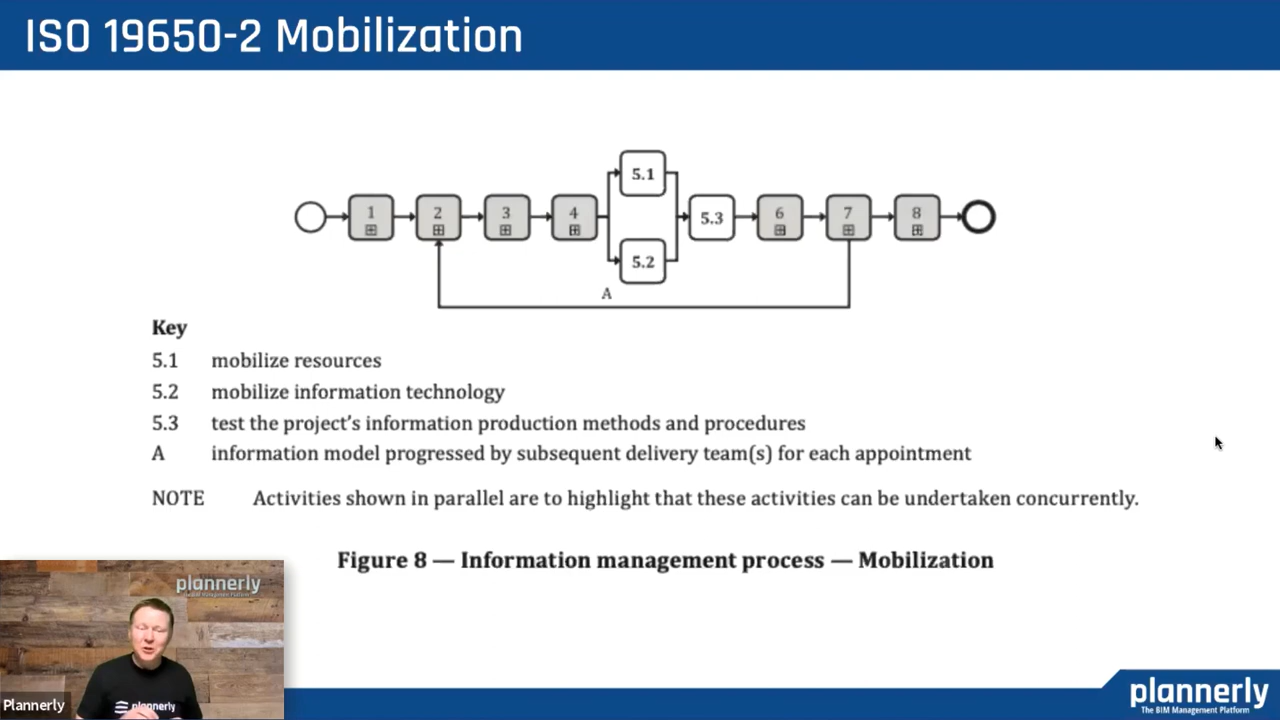 ISO 19650-2 Mobilization
5.1
1 2 3 4 5.3 6 7 8
5.2
A
Key
5.1 mobilize resources
5.2 mobilize information technology
5.3 test the project's information production methods and procedures
A information model progressed by subsequent delivery team(s) for each appointment
NOTE Activities shown in parallel are to highlight that these activities can be undertaken concurrently.
Figure 8 — Information management process — Mobilization
plannerly
plannerly
Plannerly
plannerly
The BIM Management Platform